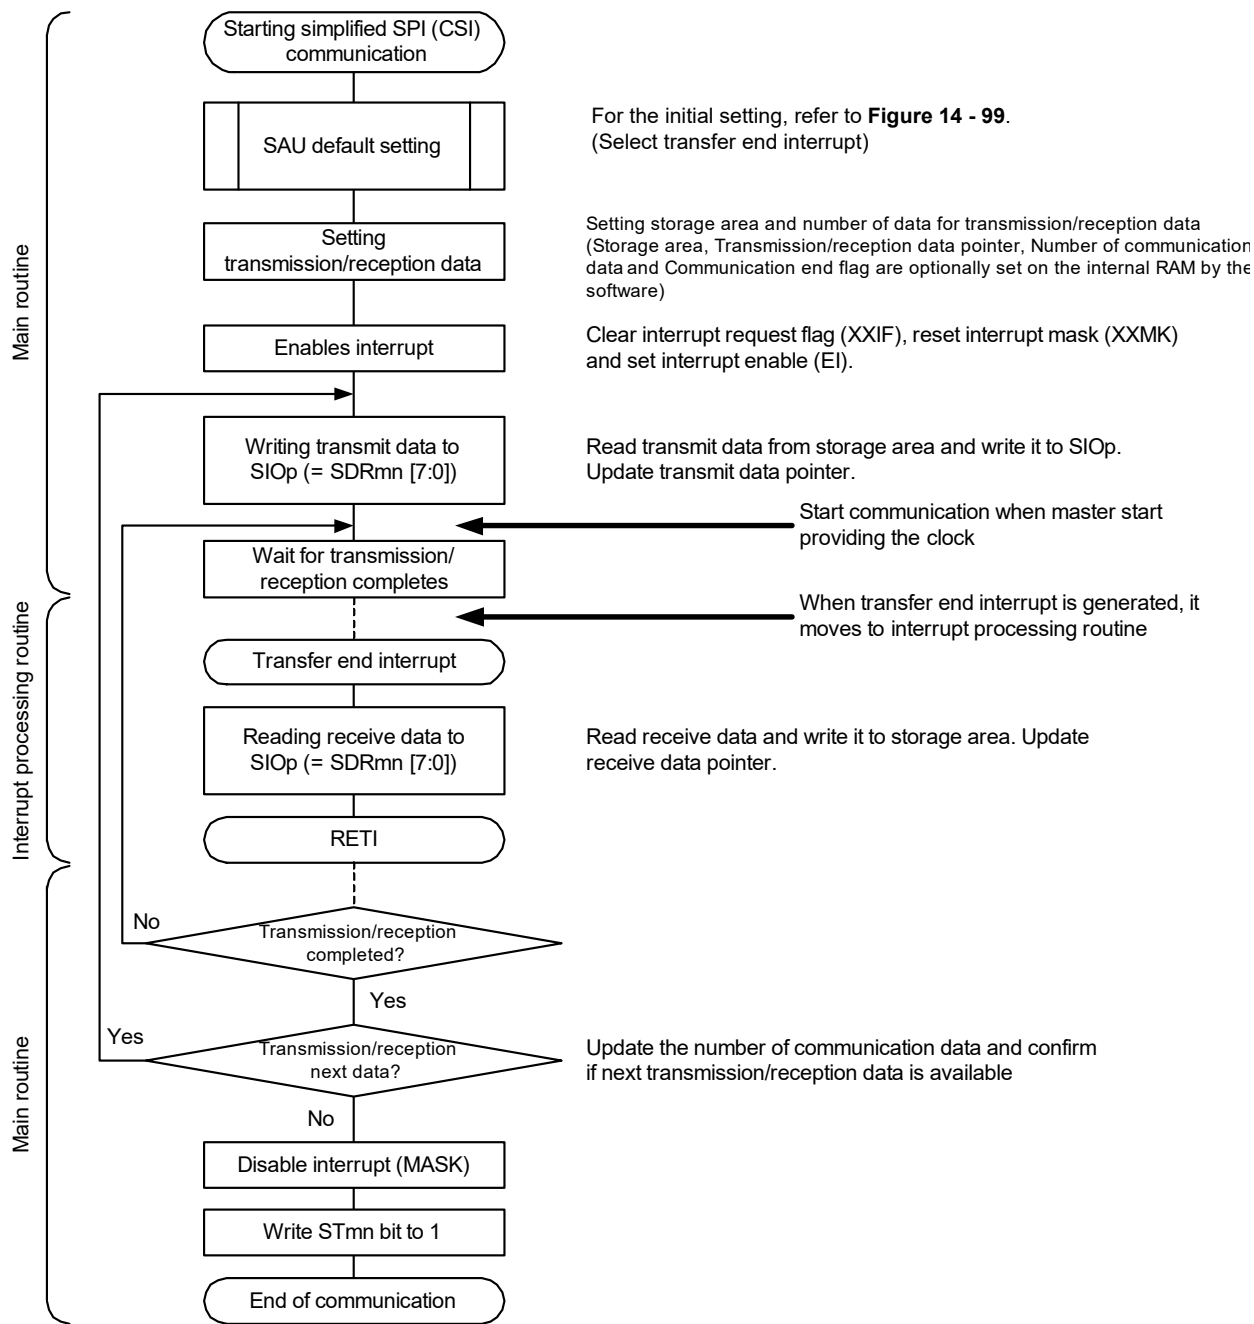 Starting simplified SPI (CSI)
communication
SAU default setting
For the initial setting, refer to Figure 14 - 99.
(Select transfer end interrupt)
Setting
transmission/reception data
Setting storage area and number of data for transmission/reception data
(Storage area, Transmission/reception data pointer, Number of communication
data and Communication end flag are optionally set on the internal RAM by the
software)
Main routine
Enables interrupt
Clear interrupt request flag (XXIF), reset interrupt mask (XXMK)
and set interrupt enable (EI).
Writing transmit data to
SIOp (= SDRmn [7:0])
Read transmit data from storage area and write it to SIOp.
Update transmit data pointer.
Start communication when master start
providing the clock
Wait for transmission/
reception completes
When transfer end interrupt is generated, it
moves to interrupt processing routine
Interrupt processing routine
Transfer end interrupt
Reading receive data to
SIOp (= SDRmn [7:0])
Read receive data and write it to storage area. Update
receive data pointer.
RETI
No
Transmission/reception
completed?
Yes
Main routine
Yes
Transmission/reception
next data?
Update the number of communication data and confirm
if next transmission/reception data is available
No
Disable interrupt (MASK)
Write STmn bit to 1
End of communication